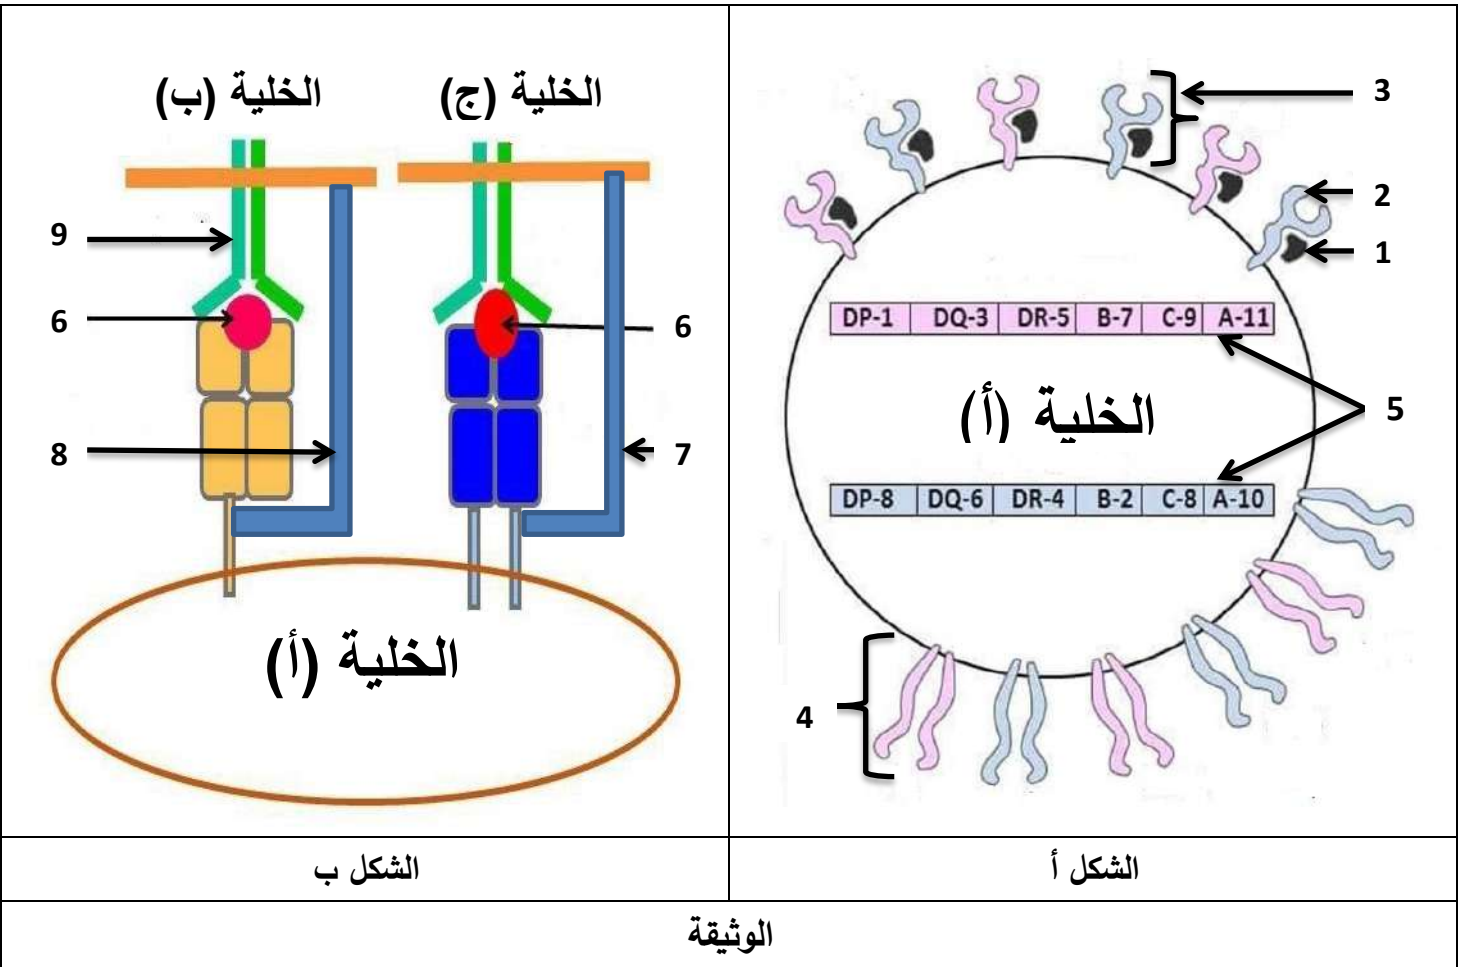 الخلية (ج)
الخلية (ب)
3
2
1
DP-1 DQ-3 DR-5 B-7 C-9 A-11
الخلية (أ)
5
DP-8 DQ-6 DR-4 B-2 C-8 A-10
4
9
6
6
8
7
الخلية (أ)
الشكل أ
الشكل ب
الوثيقة